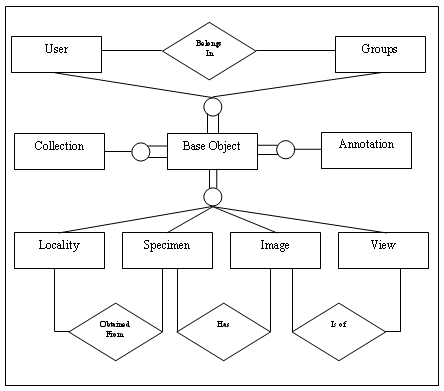 User
Belongs
In
Groups
Collection
Base Object
Annotation
Locality
Specimen
Image
View
Obtained
From
Has
Is of